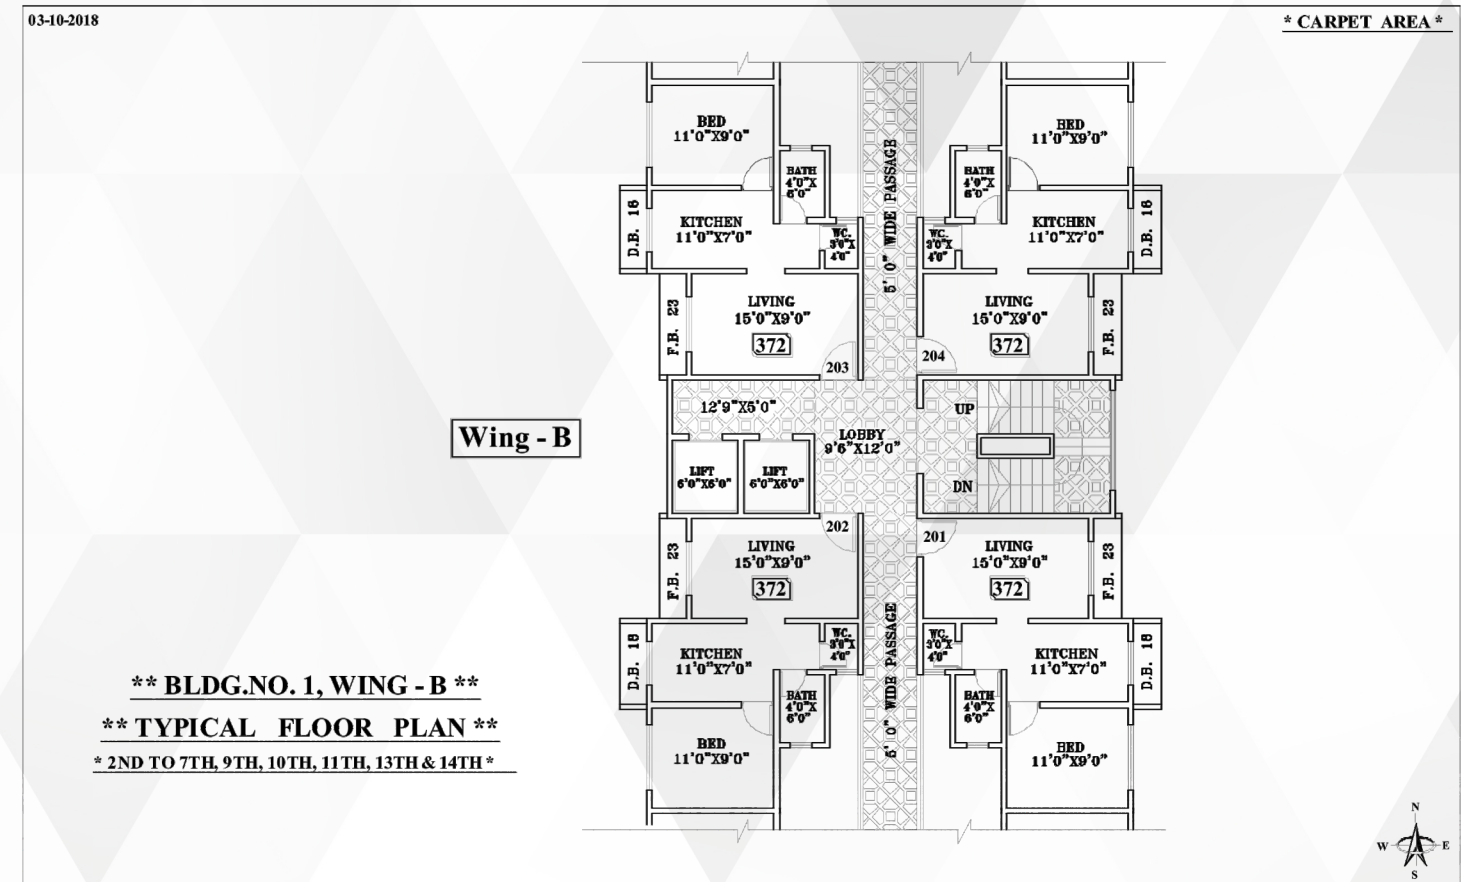 03-10-2018
* CARPET AREA *
BED
11'0"X9'0"
BED
11'0"X9'0"
BATH
4'0"X
6'0"
BATH
4'0"X
6'0"
5' 0" WIDE PASSAGE
D.B. 16
KITCHEN
11'0"X7'0"
WC.
3'0"X
4'0"
WC.
3'0"X
4'0"
KITCHEN
11'0"X7'0"
D.B. 16
F.B. 23
LIVING
15'0"X9'0"
372
203
204
LIVING
15'0"X9'0"
372
F.B. 23
12'9"X5'0"
UP
Wing - B
LOBBY
9'6"X12'0"
LIFT
6'0"X6'0"
LIFT
6'0"X6'0"
DN
202
201
F.B. 23
LIVING
15'0"X9'0"
372
LIVING
15'0"X9'0"
372
F.B. 23
D.B. 16
KITCHEN
11'0"X7'0"
WC.
3'0"X
4'0"
WC.
3'0"X
4'0"
KITCHEN
11'0"X7'0"
D.B. 16
5' 0" WIDE PASSAGE
BATH
4'0"X
6'0"
BATH
4'0"X
6'0"
BED
11'0"X9'0"
BED
11'0"X9'0"
** BLDG.NO. 1, WING - B **
** TYPICAL FLOOR PLAN **
* 2ND TO 7TH, 9TH, 10TH, 11TH, 13TH & 14TH *
N
W
E
S